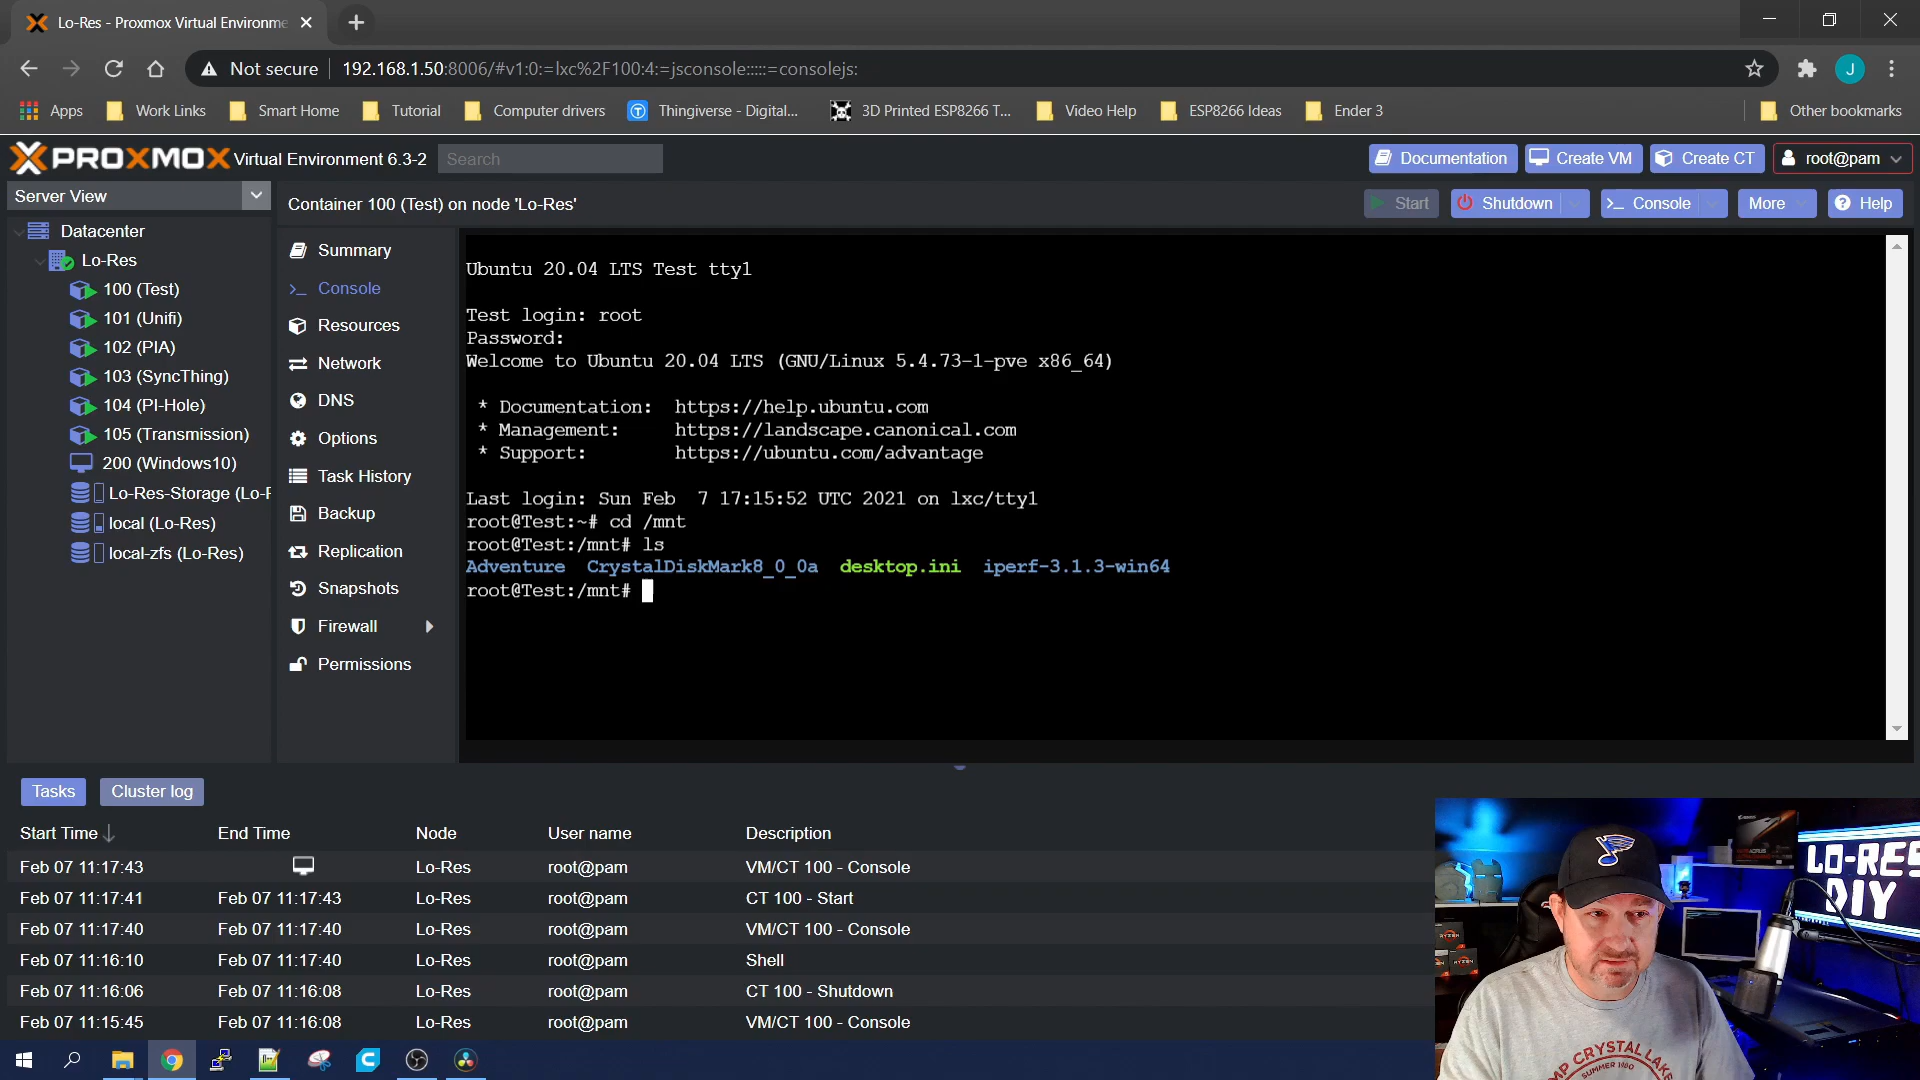 Lo-Res - Proxmox Virtual Environme
Not secure 192.168.1.50:8006/#v1:0:=lxc%2F100:4:=jsconsole:::::=consolejs:
J
Apps Work Links Smart Home Tutorial Computer drivers Thingiverse - Digital... 3D Printed ESP8266 T... Video Help ESP8266 Ideas Ender 3 Other bookmarks
PROXMOX Virtual Environment 6.3-2 Search Documentation Create VM Create CT root@pam
Server View
Container 100 (Test) on node 'Lo-Res' Start Shutdown Console More Help
Datacenter
Lo-Res
100 (Test)
101 (Unifi)
102 (PIA)
103 (SyncThing)
104 (PI-Hole)
105 (Transmission)
200 (Windows10)
Lo-Res-Storage (Lo-R
local (Lo-Res)
local-zfs (Lo-Res)
Summary
Console
Resources
Network
DNS
Options
Task History
Backup
Replication
Snapshots
Firewall
Permissions
Ubuntu 20.04 LTS Test tty1
Test login: root
Password:
Welcome to Ubuntu 20.04 LTS (GNU/Linux 5.4.73-1-pve x86_64)
* Documentation: https://help.ubuntu.com
* Management: https://landscape.canonical.com
* Support: https://ubuntu.com/advantage
Last login: Sun Feb 7 17:15:52 UTC 2021 on lxc/tty1
root@Test:~# cd /mnt
root@Test:/mnt# ls
Adventure CrystalDiskMark8_0_0a desktop.ini iperf-3.1.3-win64
root@Test:/mnt#
Tasks Cluster log
Start Time End Time Node User name Description
Feb 07 11:17:43 Lo-Res root@pam VM/CT 100 - Console
Feb 07 11:17:41 Feb 07 11:17:43 Lo-Res root@pam CT 100 - Start
Feb 07 11:17:40 Feb 07 11:17:40 Lo-Res root@pam VM/CT 100 - Console
Feb 07 11:16:10 Feb 07 11:17:40 Lo-Res root@pam Shell
Feb 07 11:16:06 Feb 07 11:16:08 Lo-Res root@pam CT 100 - Shutdown
Feb 07 11:15:45 Feb 07 11:16:08 Lo-Res root@pam VM/CT 100 - Console
LO-RES
DIY
RYZEN
RYZEN
MP CRYSTAL LAKE
SUMMER 1980